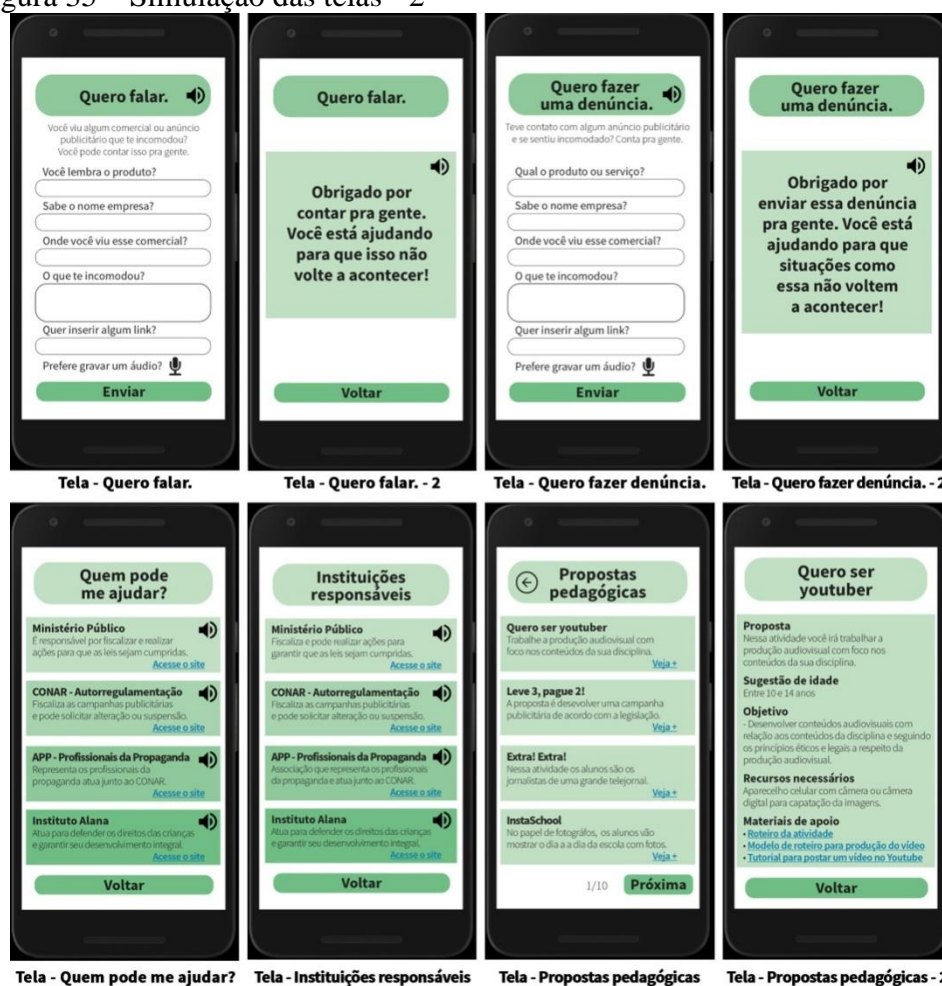 gura 35 – Simulação das telas - 2
Quero falar.
Você viu algum comercial ou anúncio
publicitário que te incomodou?
Você pode contar isso pra gente.
Você lembra o produto?
Sabe o nome empresa?
Onde você viu esse comercial?
O que te incomodou?
Quer inserir algum link?
Prefere gravar um áudio?
Enviar
Tela - Quero falar.
Quero falar.
Obrigado por
contar pra gente.
Você está ajudando
para que isso não
volte a acontecer!
Voltar
Tela - Quero falar. - 2
Quero fazer
uma denúncia.
Teve contato com algum anúncio publicitário
e se sentiu incomodado? Conta pra gente.
Qual o produto ou serviço?
Sabe o nome empresa?
Onde você viu esse comercial?
O que te incomodou?
Quer inserir algum link?
Prefere gravar um áudio?
Enviar
Tela - Quero fazer denúncia.
Quero fazer
uma denúncia.
Obrigado por
enviar essa denúncia
pra gente. Você está
ajudando para que
situações como
essa não voltem
a acontecer!
Voltar
Tela - Quero fazer denúncia. - 2
Quem pode
me ajudar?
Ministério Público
É responsável por fiscalizar e realizar
ações para que as leis sejam cumpridas.
Acesse o site
CONAR - Autorregulamentação
Fiscaliza as campanhas publicitárias
e pode solicitar alteração ou suspensão.
Acesse o site
APP - Profissionais da Propaganda
Representa os profissionais da
propaganda e atua junto ao CONAR.
Acesse o site
Instituto Alana
Atua para defender os direitos das crianças
e garantir seu desenvolvimento integral.
Acesse o site
Voltar
Tela - Quem pode me ajudar?
Instituições
responsáveis
Ministério Público
Fiscaliza e pode realizar ações para
garantir que as leis sejam cumpridas.
Acesse o site
CONAR - Autorregulamentação
Fiscaliza as campanhas publicitárias
e pode solicitar alteração ou suspensão.
Acesse o site
APP - Profissionais da Propaganda
Associação que representa os profissionais
da propaganda e atua junto ao CONAR.
Acesse o site
Instituto Alana
Atua para defender os direitos das crianças
e garantir seu desenvolvimento integral.
Acesse o site
Voltar
Tela - Instituições responsáveis
Propostas
pedagógicas
Quero ser youtuber
Trabalhe a produção audiovisual com
foco nos conteúdos da sua disciplina.
Veja +
Leve 3, pague 2!
A proposta é desevolver uma campanha
publicitária de acordo com a legislação.
Veja +
Extra! Extra!
Nessa atividade os alunos são os
jornalistas de uma grande telejornal.
Veja +
InstaSchool
No papel de fotográfos, os alunos vão
mostrar o dia a a dia da escola com fotos.
Veja +
1/10 Próxima
Tela - Propostas pedagógicas
Quero ser
youtuber
Proposta
Nessa atividade você irá trabalhar a
produção audiovisual com foco nos
conteúdos da sua disciplina.
Sugestão de idade
Entre 10 e 14 anos
Objetivo
- Desenvolver conteúdos audiovisuais com
relação aos conteúdos da disciplina e seguindo
os princípios éticos e legais a respeito da
produção audiovisual.
Recursos necessários
Aparecelho celular com câmera ou câmera
digital para capatação da imagens.
Materiais de apoio
• Roteiro da atividade
• Modelo de roteiro para produção do vídeo
• Tutorial para postar um vídeo no Youtube
Voltar
Tela - Propostas pedagógicas - 2